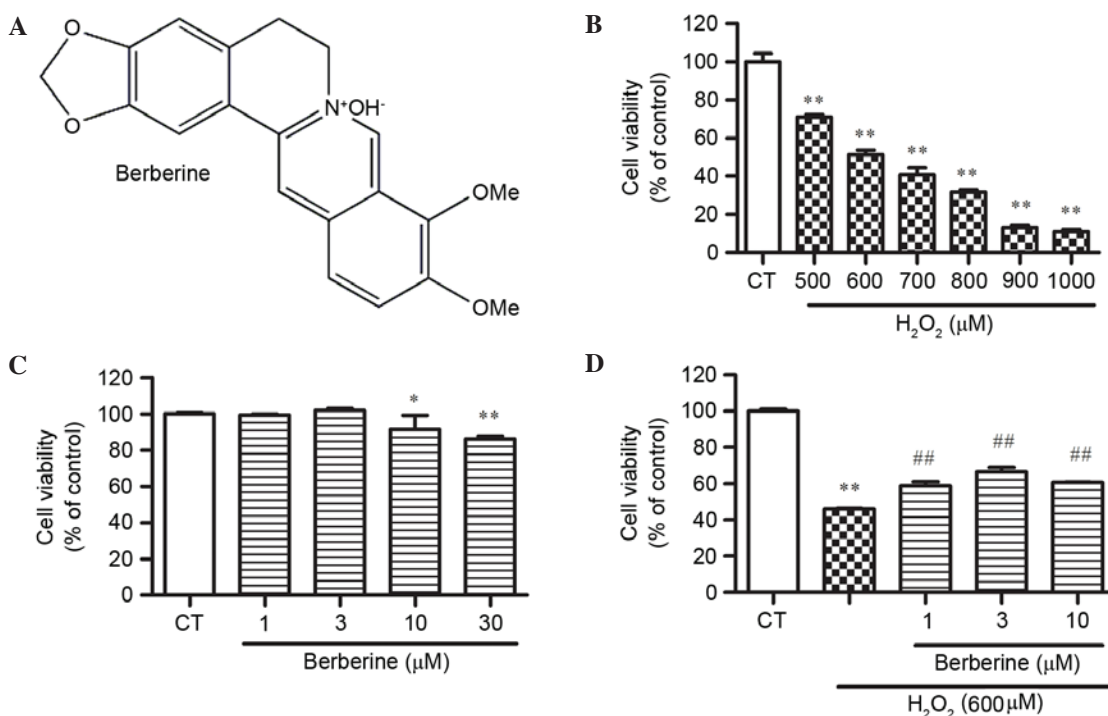 A
O
O
N⁺OH⁻
Berberine
OMe
OMe
B
Cell viability
(% of control)
120
100
80
60
40
20
0
**
**
**
**
**
**
CT 500 600 700 800 900 1000
H₂O₂ (μM)
C
Cell viability
(% of control)
120
100
80
60
40
20
0
*
**
CT 1 3 10 30
Berberine (μM)
D
Cell viability
(% of control)
120
100
80
60
40
20
0
**
##
##
##
CT 1 3 10
Berberine (μM)
H₂O₂ (600 μM)